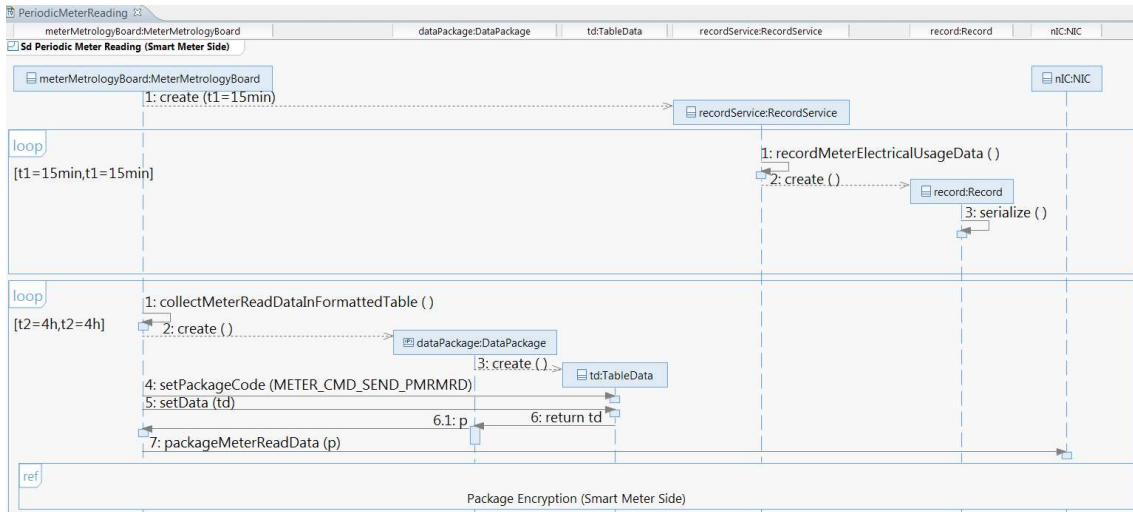 PeriodicMeterReading
meterMetrologyBoard:MeterMetrologyBoard dataPackage:DataPackage td:TableData recordService:RecordService record:Record nIC:NIC
Sd Periodic Meter Reading (Smart Meter Side)
meterMetrologyBoard:MeterMetrologyBoard
nIC:NIC
1: create (t1=15min)
recordService:RecordService
loop
[t1=15min,t1=15min]
1: recordMeterElectricalUsageData ( )
2: create ( )
record:Record
3: serialize ( )
loop
[t2=4h,t2=4h]
1: collectMeterReadDataInFormattedTable ( )
2: create ( )
dataPackage:DataPackage
3: create ( )
td:TableData
4: setPackageCode (METER_CMD_SEND_PMRMRD)
5: setData (td)
6: return td
6.1: p
7: packageMeterReadData (p)
ref
Package Encryption (Smart Meter Side)